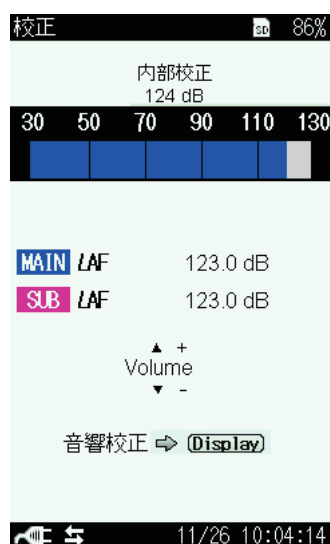 校正 SD 86%
内部校正
124 dB
30 50 70 90 110 130
MAIN LAF 123.0 dB
SUB LAF 123.0 dB
▲ +
Volume
▼ -
音響校正 ⇨ (Display)
11/26 10:04:14